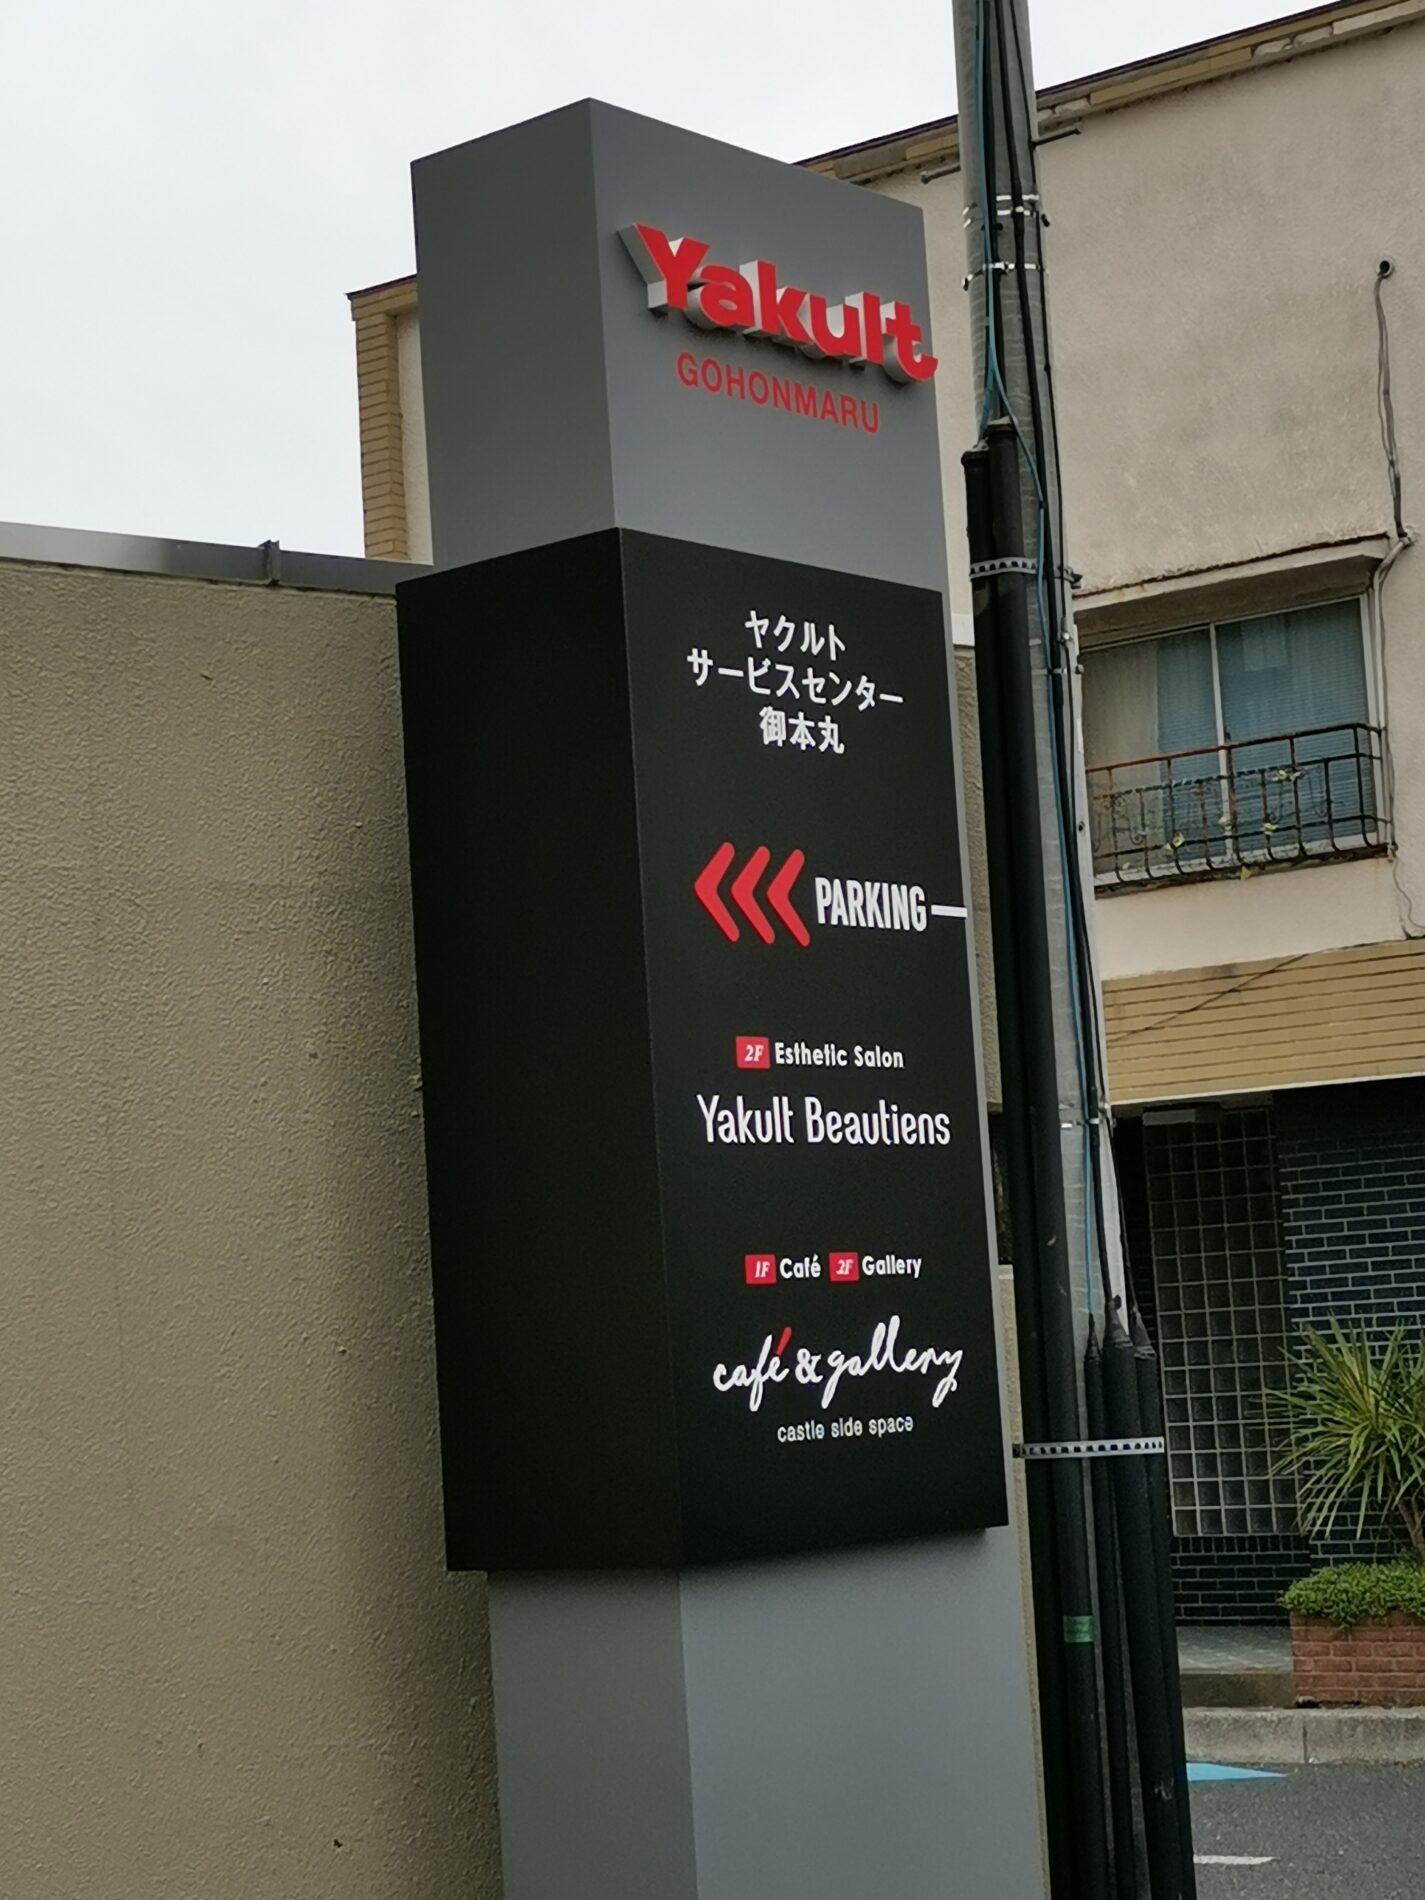 Yakult
GOHONMARU
ヤクルト
サービスセンター
御本丸
PARKING
2F Esthetic Salon
Yakult Beautiens
1F Café 2F Gallery
café & gallery
castle side space